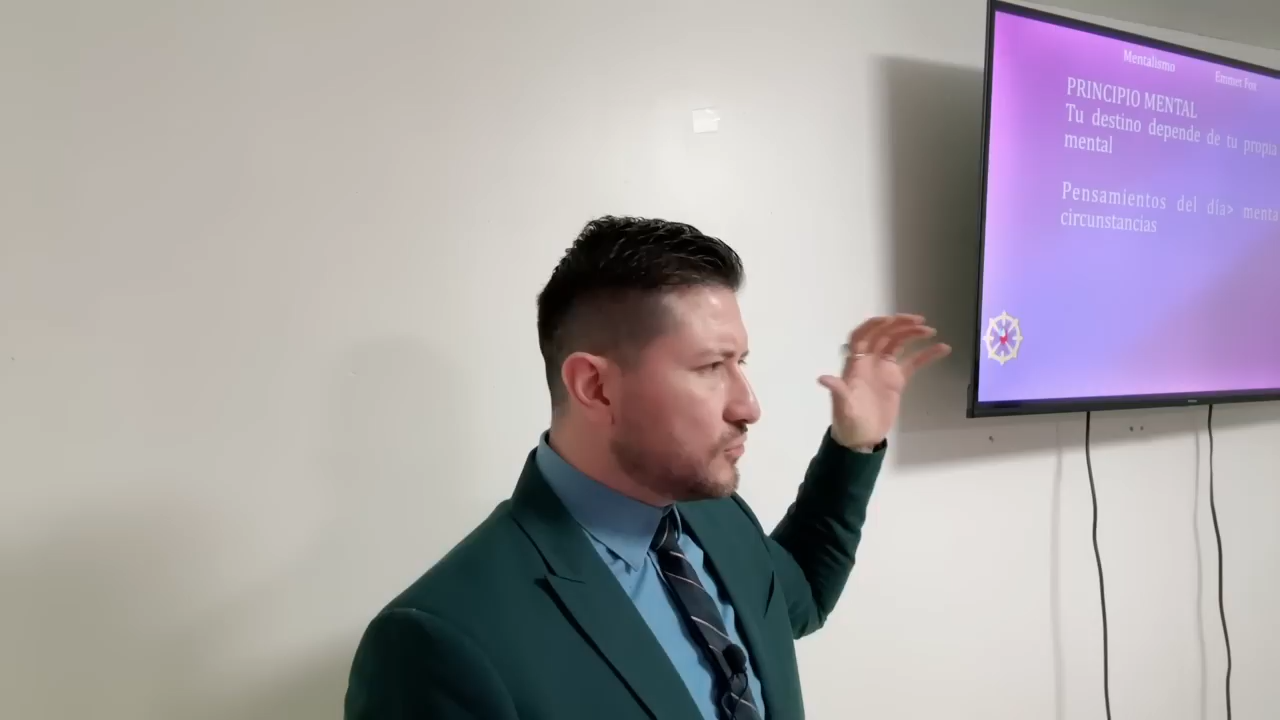 Mentalismo Emmet Fox
PRINCIPIO MENTAL
Tu destino depende de tu propia
mental
Pensamientos del día> menta
circunstancias